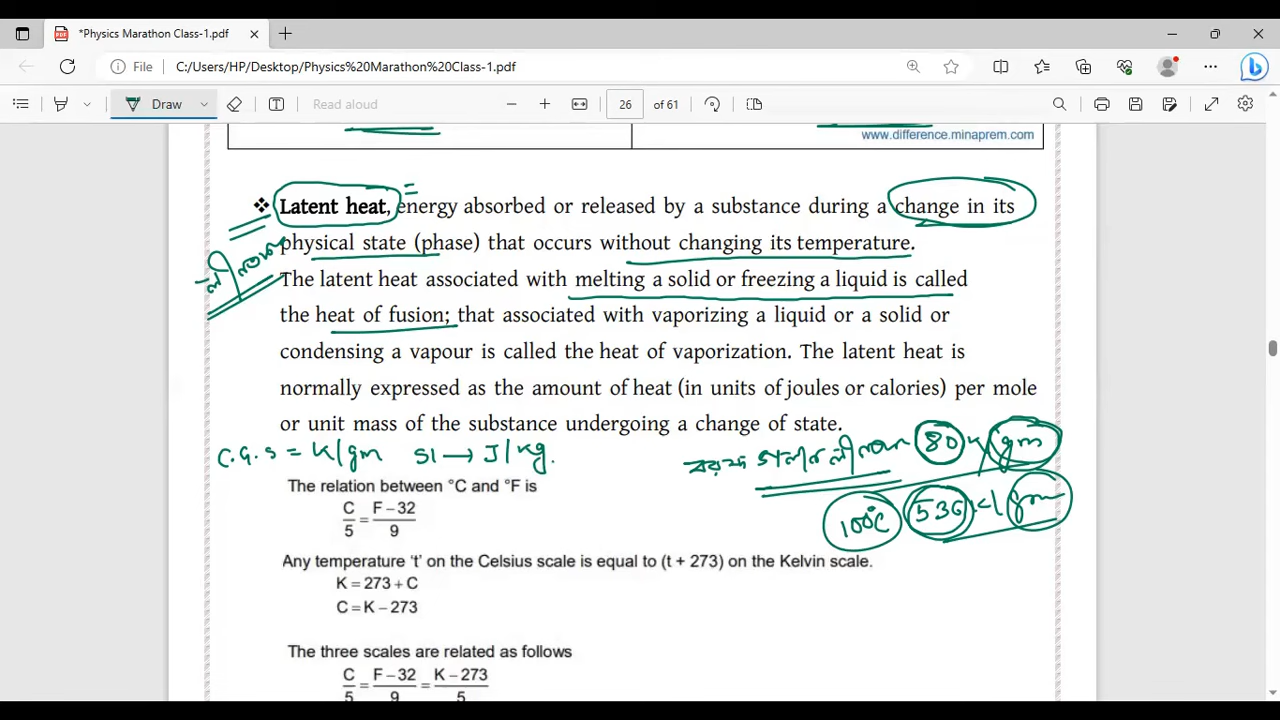 *Physics Marathon Class-1.pdf
File C:/Users/HP/Desktop/Physics%20Marathon%20Class-1.pdf
Draw Read aloud 26 of 61
www.difference.minaprem.com
❖ Latent heat, energy absorbed or released by a substance during a change in its
physical state (phase) that occurs without changing its temperature.
The latent heat associated with melting a solid or freezing a liquid is called
the heat of fusion; that associated with vaporizing a liquid or a solid or
condensing a vapour is called the heat of vaporization. The latent heat is
normally expressed as the amount of heat (in units of joules or calories) per mole
or unit mass of the substance undergoing a change of state.
C.G.S = K/gm SI → J/kg.
80 gm
The relation between °C and °F is
C/5 = F – 32/9
100°C 536 gm
Any temperature ‘t’ on the Celsius scale is equal to (t + 273) on the Kelvin scale.
K = 273 + C
C = K – 273
The three scales are related as follows
C/5 = F – 32/9 = K – 273/5